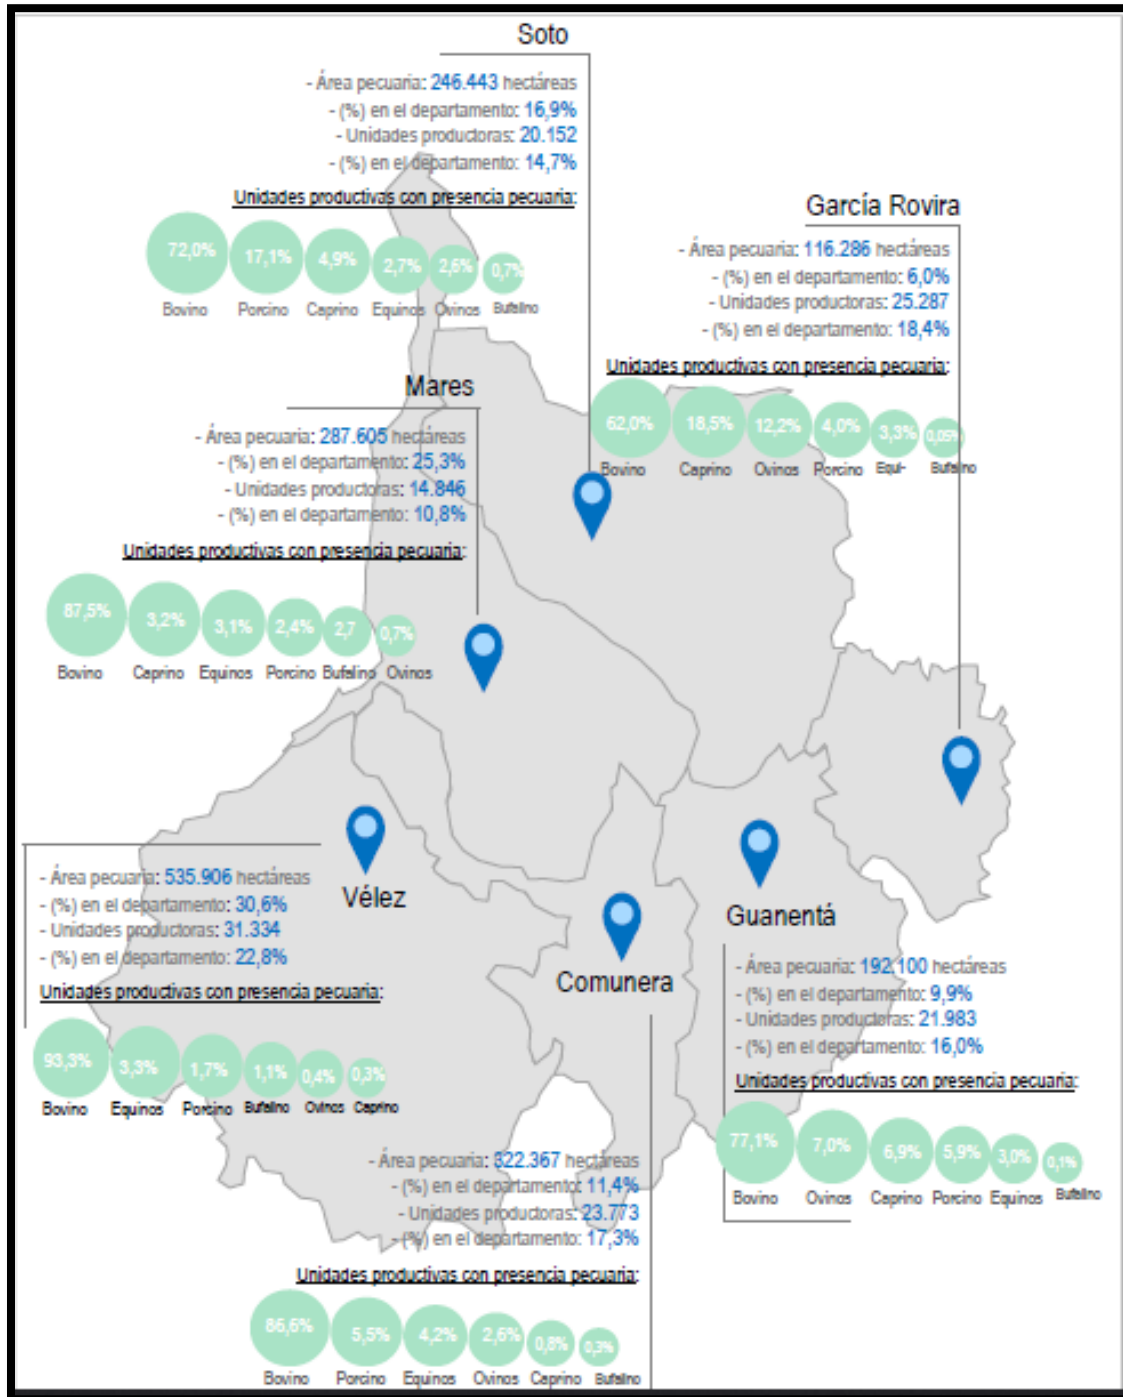 Soto
- Área pecuaria: 246.443 hectáreas
- (%) en el departamento: 16,9%
- Unidades productoras: 20.152
- (%) en el departamento: 14,7%
Unidades productivas con presencia pecuaria:
72,0% 17,1% 4,9% 2,7% 2,6% 0,7%
Bovino Porcino Caprino Equinos Ovinos Bufalino
García Rovira
- Área pecuaria: 116.286 hectáreas
- (%) en el departamento: 6,0%
- Unidades productoras: 25.287
- (%) en el departamento: 18,4%
Unidades productivas con presencia pecuaria:
62,0% 18,5% 12,2% 4,0% 3,3% 0,05%
Bovino Caprino Ovinos Porcino Equi- Bufalino
Mares
- Área pecuaria: 287.605 hectáreas
- (%) en el departamento: 25,3%
- Unidades productoras: 14.846
- (%) en el departamento: 10,8%
Unidades productivas con presencia pecuaria:
87,5% 3,2% 3,1% 2,4% 2,7 0,7%
Bovino Caprino Equinos Porcino Bufalino Ovinos
Vélez
- Área pecuaria: 535.906 hectáreas
- (%) en el departamento: 30,6%
- Unidades productoras: 31.334
- (%) en el departamento: 22,8%
Unidades productivas con presencia pecuaria:
93,3% 3,3% 1,7% 1,1% 0,4% 0,3%
Bovino Equinos Porcino Bufalino Ovinos Caprino
Guanentá
- Área pecuaria: 192.100 hectáreas
- (%) en el departamento: 9,9%
- Unidades productoras: 21.983
- (%) en el departamento: 16,0%
Unidades productivas con presencia pecuaria:
77,1% 7,0% 6,9% 5,9% 3,0% 0,1%
Bovino Ovinos Caprino Porcino Equinos Bufalino
Comunera
- Área pecuaria: 322.367 hectáreas
- (%) en el departamento: 11,4%
- Unidades productoras: 23.773
- (%) en el departamento: 17,3%
Unidades productivas con presencia pecuaria:
86,6% 5,5% 4,2% 2,6% 0,8% 0,3%
Bovino Porcino Equinos Ovinos Caprino Bufalino